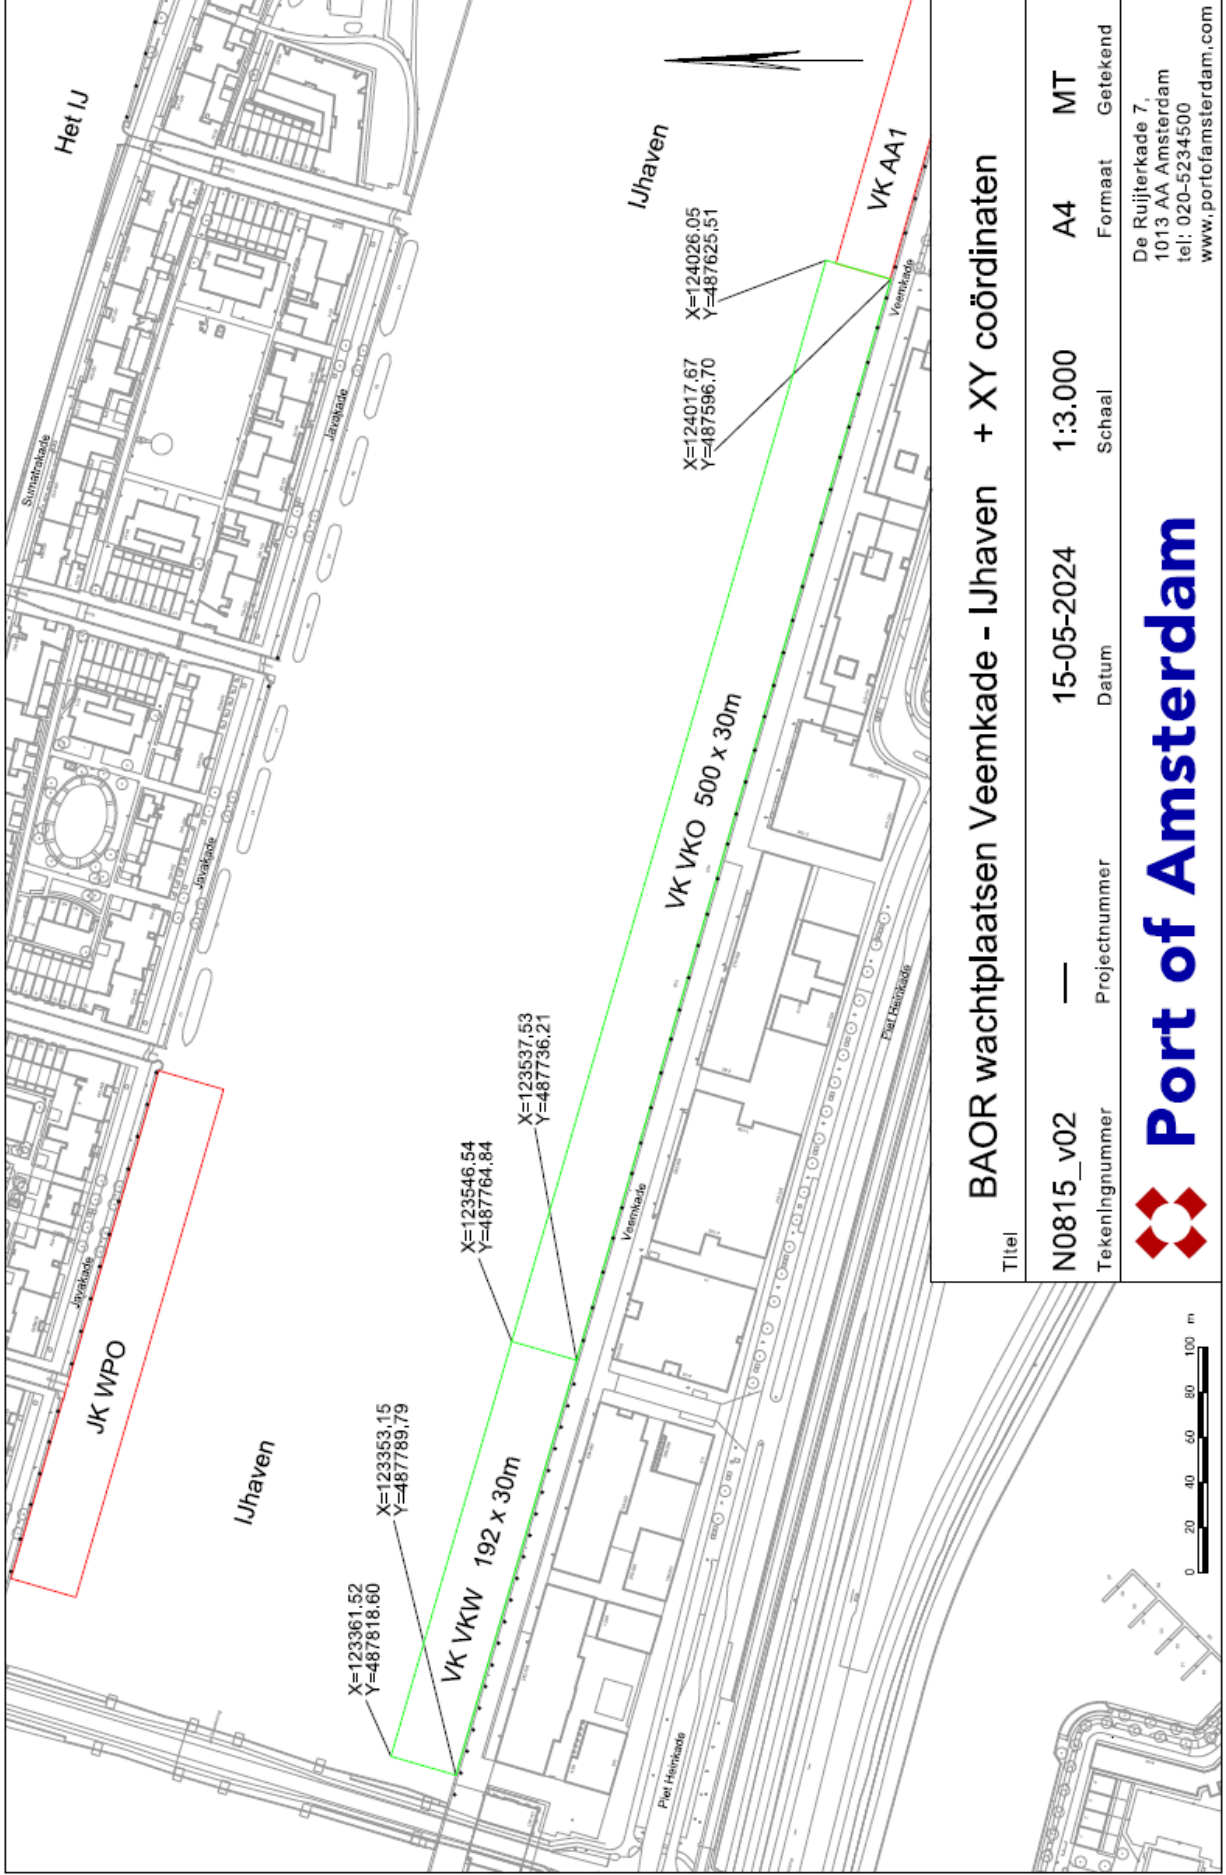 Het IJ
Sumatrakade
Javakade
Javakade
Javakade
JK WPO
IJhaven
IJhaven
X=123361,52
Y=487818,60
X=123353,15
Y=487789,79
X=123546,54
Y=487764,84
X=123537,53
Y=487736,21
X=124017,67
Y=487596,70
X=124026,05
Y=487625,51
VK VKW 192 x 30m
VK VKO 500 x 30m
VK AA1
Veemkade
Veemkade
Piet Heinkade
Piet Heinkade
0 20 40 60 80 100 m
Titel
BAOR wachtplaatsen Veemkade - IJhaven + XY coördinaten
N0815_v02 — 15-05-2024 1:3.000 A4 MT
Tekeningnummer Projectnummer Datum Schaal Formaat Getekend
Port of Amsterdam
De Ruijterkade 7,
1013 AA Amsterdam
tel: 020-5234500
www.portofamsterdam.com